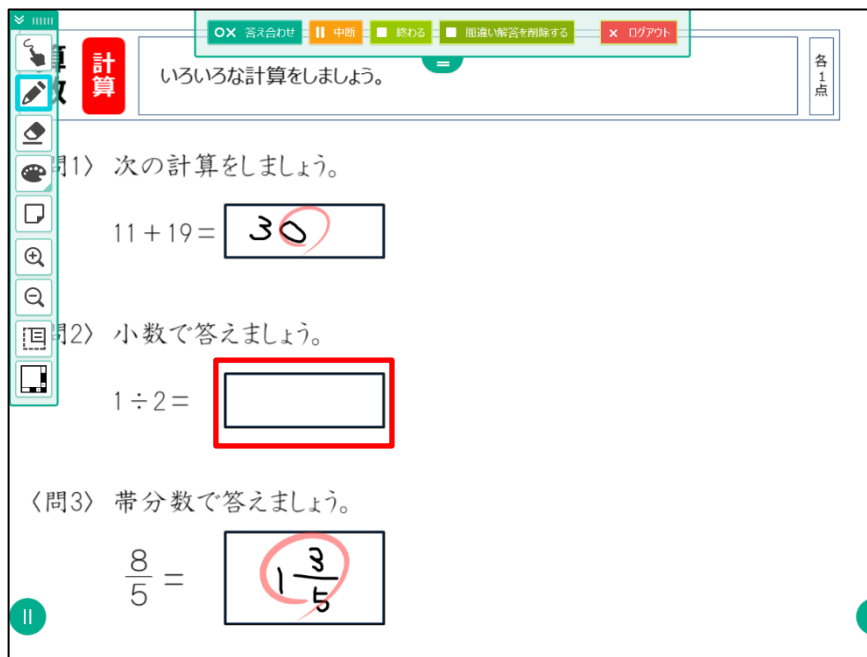 OX 答え合わせ 中断 終わる 間違い解答を削除する × ログアウト
計算
いろいろな計算をしましょう。
各1点
問1〉 次の計算をしましょう。
11+19= 30
問2〉 小数で答えましょう。
1÷2=
〈問3〉 帯分数で答えましょう。
8/5 = 1 3/5